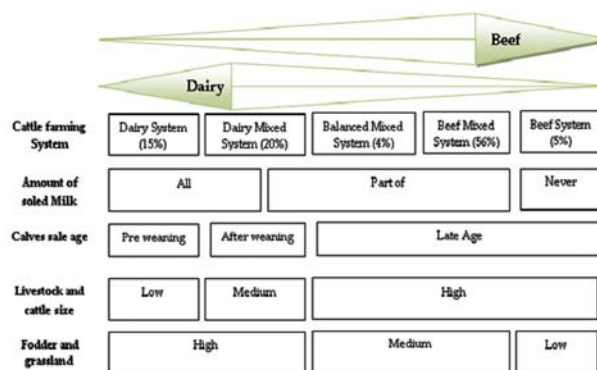 Beef
Dairy
Cattle farming System
Dairy System (15%)
Dairy Mixed System (20%)
Balanced Mixed System (4%)
Beef Mixed System (56%)
Beef System (5%)
Amount of soled Milk
All
Part of
Never
Calves sale age
Pre weaning
After weaning
Late Age
Livestock and cattle size
Low
Medium
High
Fodder and grassland
High
Medium
Low